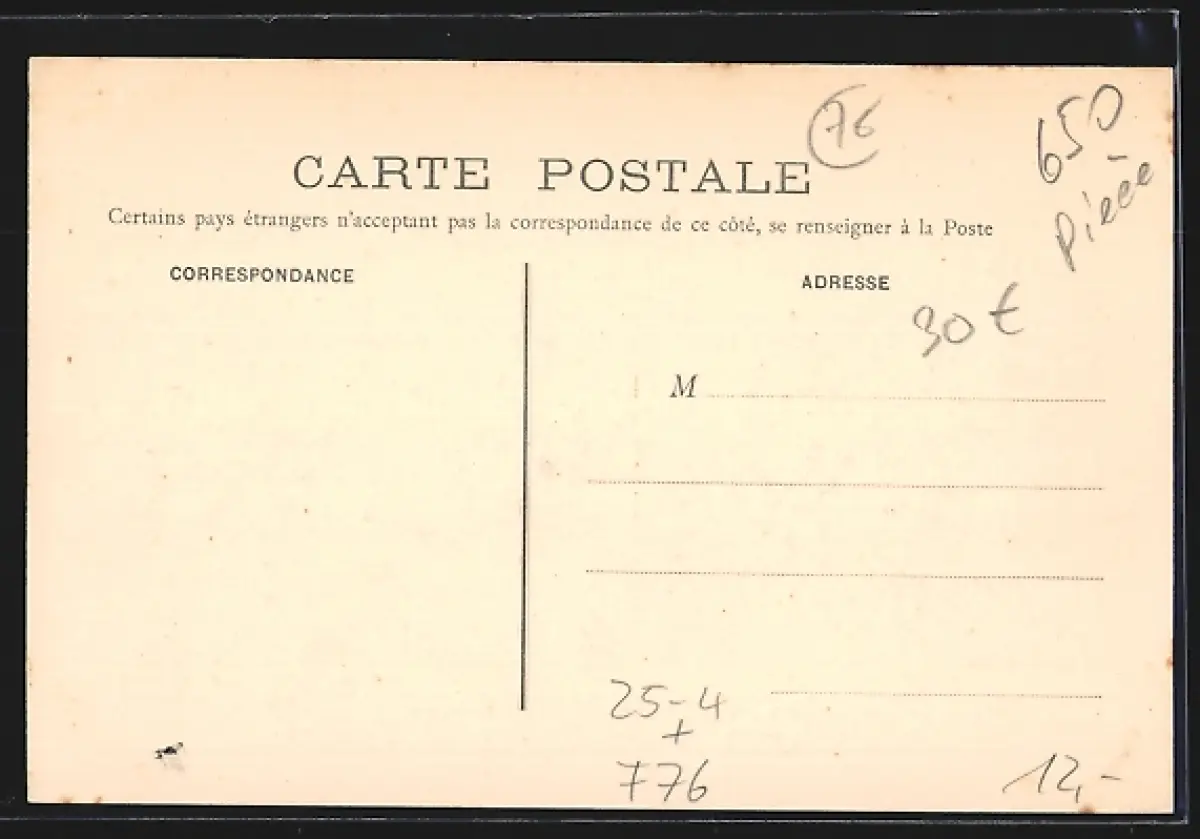 76
650
pièce
CARTE POSTALE
Certains pays étrangers n'acceptant pas la correspondance de ce côté, se renseigner à la Poste
CORRESPONDANCE
ADRESSE
30 €
M
25-4
+
776
12,-